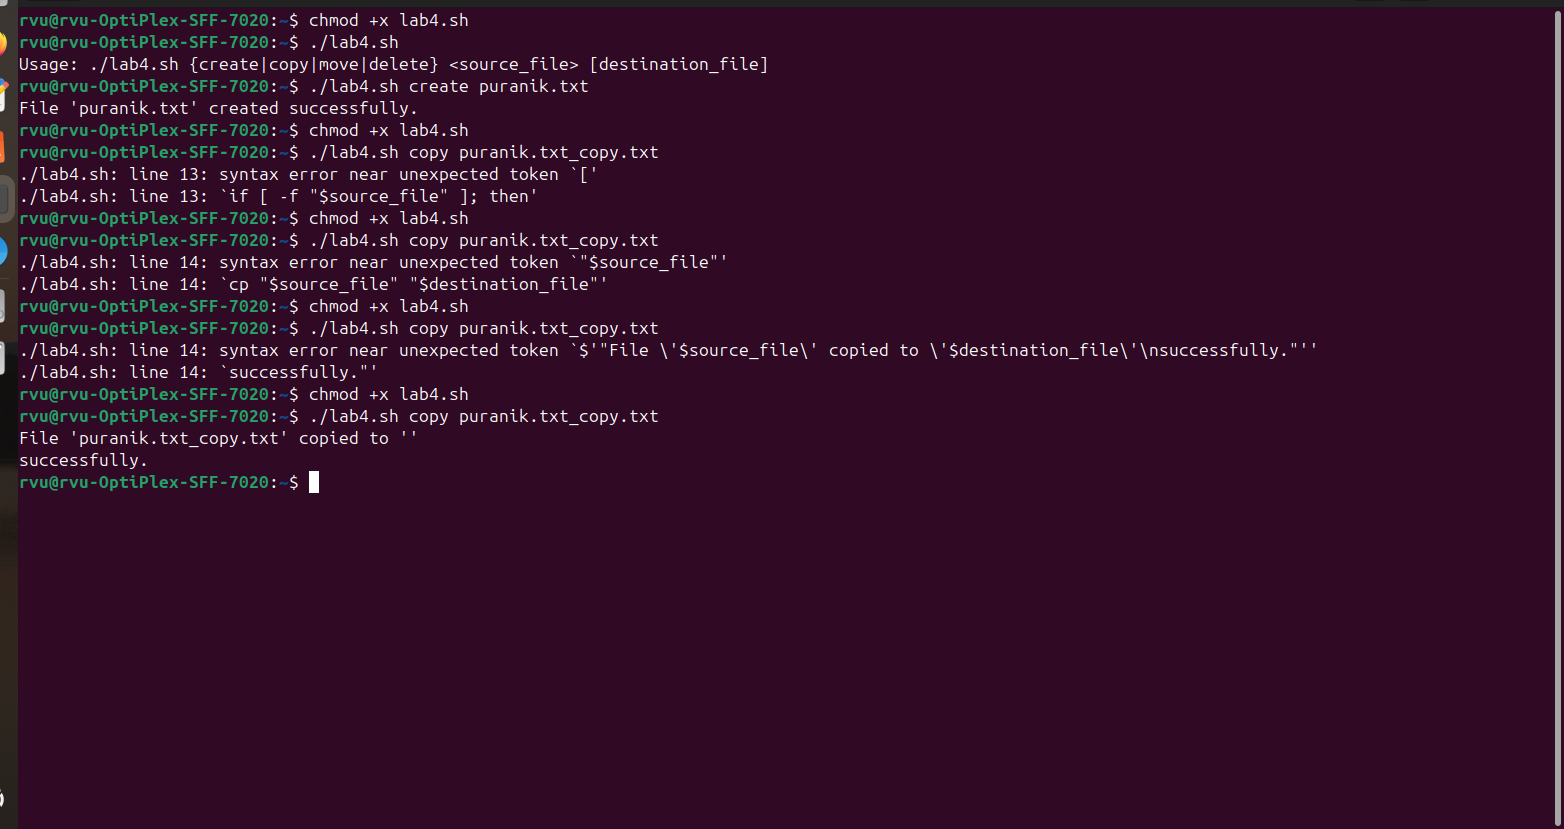 rvu@rvu-OptiPlex-SFF-7020:~$ chmod +x lab4.sh
rvu@rvu-OptiPlex-SFF-7020:~$ ./lab4.sh
Usage: ./lab4.sh {create|copy|move|delete} <source_file> [destination_file]
rvu@rvu-OptiPlex-SFF-7020:~$ ./lab4.sh create puranik.txt
File 'puranik.txt' created successfully.
rvu@rvu-OptiPlex-SFF-7020:~$ chmod +x lab4.sh
rvu@rvu-OptiPlex-SFF-7020:~$ ./lab4.sh copy puranik.txt_copy.txt
./lab4.sh: line 13: syntax error near unexpected token `['
./lab4.sh: line 13: `if [ -f "$source_file" ]; then'
rvu@rvu-OptiPlex-SFF-7020:~$ chmod +x lab4.sh
rvu@rvu-OptiPlex-SFF-7020:~$ ./lab4.sh copy puranik.txt_copy.txt
./lab4.sh: line 14: syntax error near unexpected token `"$source_file"'
./lab4.sh: line 14: `cp "$source_file" "$destination_file"'
rvu@rvu-OptiPlex-SFF-7020:~$ chmod +x lab4.sh
rvu@rvu-OptiPlex-SFF-7020:~$ ./lab4.sh copy puranik.txt_copy.txt
./lab4.sh: line 14: syntax error near unexpected token `$'"File \'$source_file\' copied to \'$destination_file\'\nsuccessfully."''
./lab4.sh: line 14: `successfully."'
rvu@rvu-OptiPlex-SFF-7020:~$ chmod +x lab4.sh
rvu@rvu-OptiPlex-SFF-7020:~$ ./lab4.sh copy puranik.txt_copy.txt
File 'puranik.txt_copy.txt' copied to ''
successfully.
rvu@rvu-OptiPlex-SFF-7020:~$